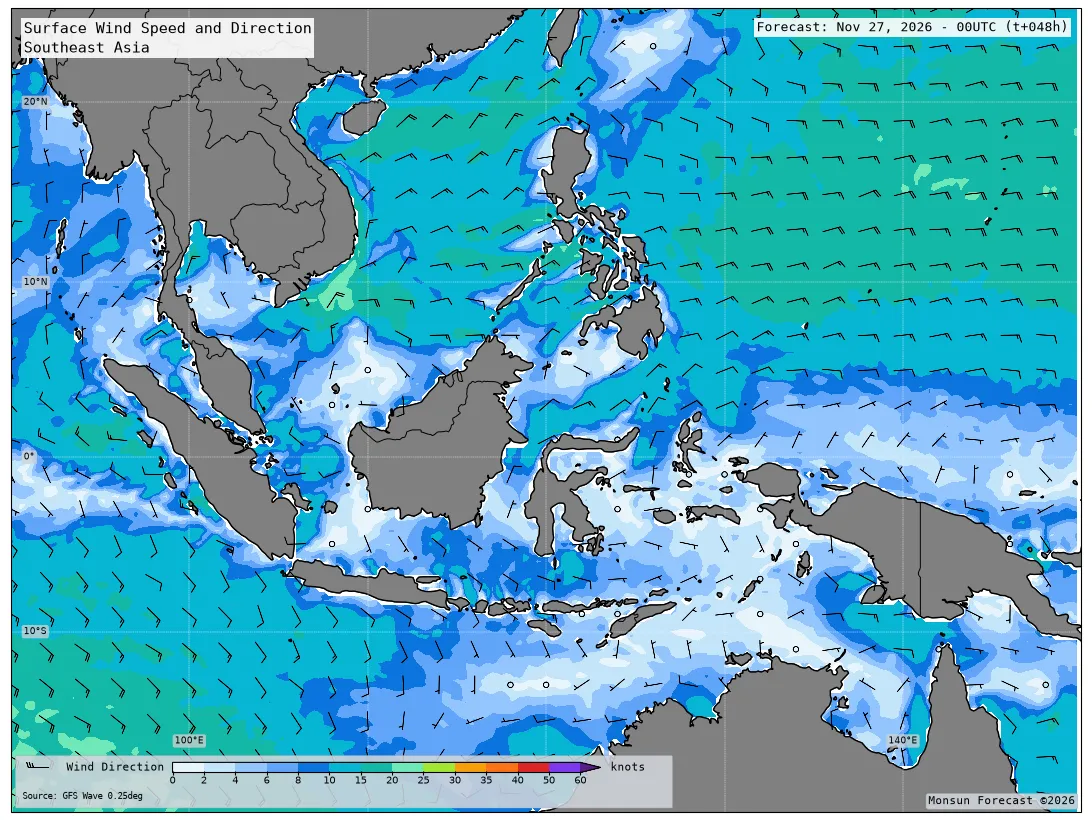 Surface Wind Speed and Direction
Southeast Asia
Forecast: Nov 27, 2026 - 00UTC (t+048h)
20°N
10°N
0°
10°S
100°E
140°E
Wind Direction
0 2 4 6 8 10 15 20 25 30 35 40 50 60
knots
Source: GFS Wave 0.25deg
Monsun Forecast ©2026